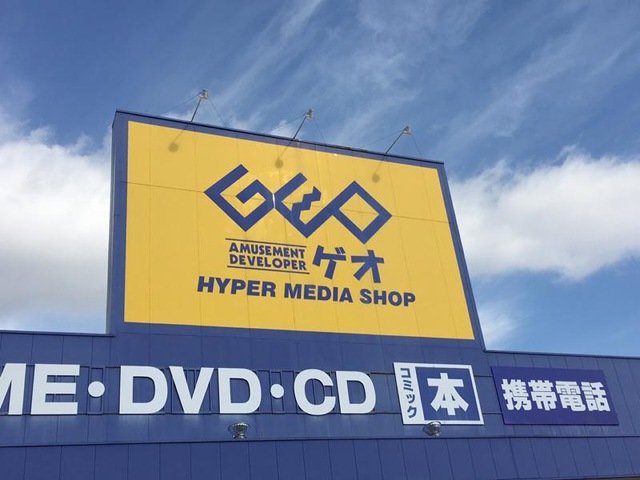 GEO
AMUSEMENT
DEVELOPER
ゲオ
HYPER MEDIA SHOP
ME・DVD・CD
コミック
本
携帯電話